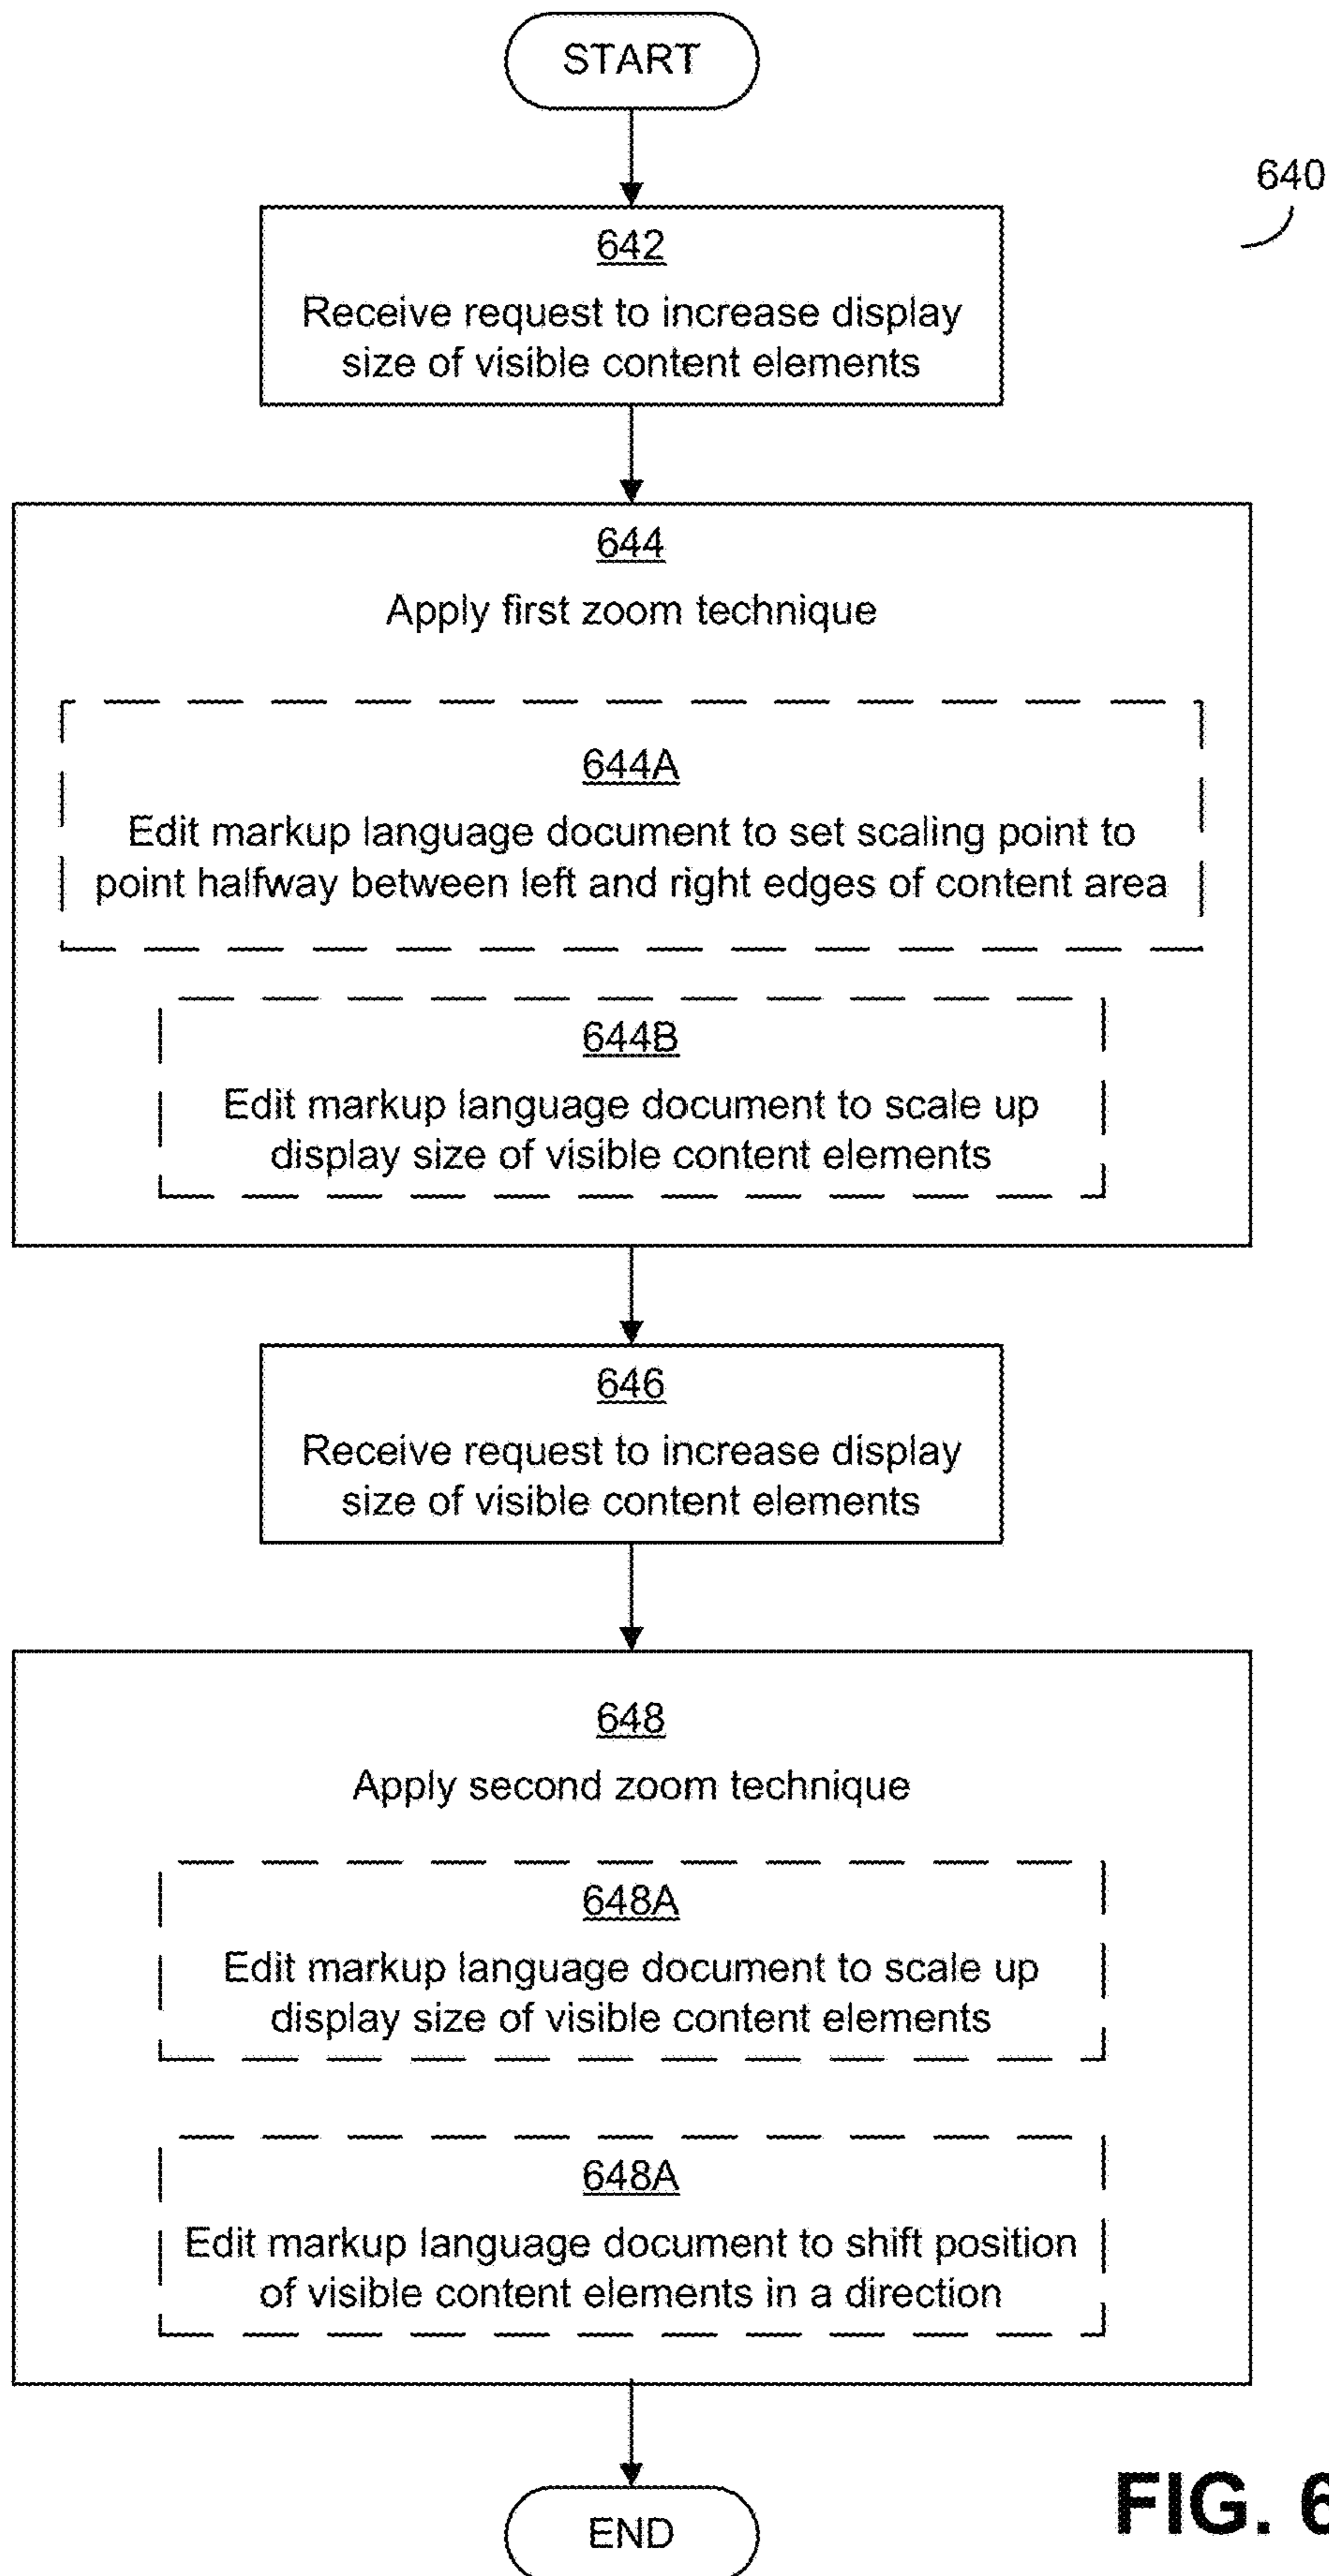 START
640
642
Receive request to increase display
size of visible content elements
644
Apply first zoom technique
644A
Edit markup language document to set scaling point to
point halfway between left and right edges of content area
644B
Edit markup language document to scale up
display size of visible content elements
646
Receive request to increase display
size of visible content elements
648
Apply second zoom technique
648A
Edit markup language document to scale up
display size of visible content elements
648A
Edit markup language document to shift position
of visible content elements in a direction
END
FIG. 6